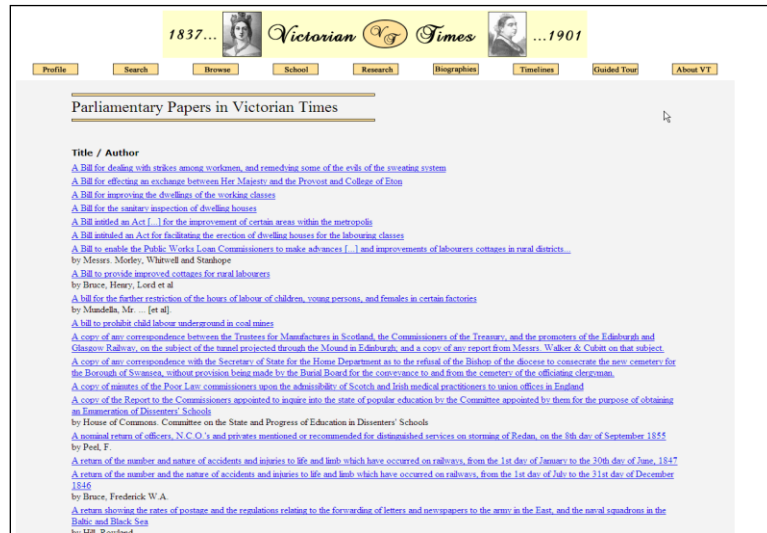 1837... Victorian VT Times ...1901
Profile Search Browse School Research Biographies Timelines Guided Tour About VT
Parliamentary Papers in Victorian Times
Title / Author
A Bill for dealing with strikes among workmen, and remedying some of the evils of the sweating system
A Bill for effecting an exchange between Her Majesty and the Provost and College of Eton
A Bill for improving the dwellings of the working classes
A Bill for the sanitary inspection of dwelling houses
A Bill intitled an Act [...] for the improvement of certain areas within the metropolis
A Bill intituled an Act for facilitating the erection of dwelling houses for the labouring classes
A Bill to enable the Public Works Loan Commissioners to make advances [...] and improvements of labourers cottages in rural districts...
by Messrs. Morley, Whitwell and Stanhope
A Bill to provide improved cottages for rural labourers
by Bruce, Henry, Lord et al
A bill for the further restriction of the hours of labour of children, young persons, and females in certain factories
by Mundella, Mr. ... [et al].
A bill to prohibit child labour underground in coal mines
A copy of any correspondence between the Trustees for Manufactures in Scotland, the Commissioners of the Treasury, and the promoters of the Edinburgh and
Glasgow Railway, on the subject of the tunnel projected through the Mound in Edinburgh; and a copy of any report from Messrs. Walker & Cubitt on that subject.
A copy of any correspondence with the Secretary of State for the Home Department as to the refusal of the Bishop of the diocese to consecrate the new cemetery for
the Borough of Swansea, without provision being made by the Burial Board for the conveyance to and from the cemetery of the officiating clergyman.
A copy of minutes of the Poor Law commissioners upon the admissibility of Scotch and Irish medical practitioners to union offices in England
A copy of the Report to the Commissioners appointed to inquire into the state of popular education by the Committee appointed by them for the purpose of obtaining
an Enumeration of Dissenters' Schools
by House of Commons. Committee on the State and Progress of Education in Dissenters' Schools
A nominal return of officers, N.C.O.'s and privates mentioned or recommended for distinguished services on storming of Redan, on the 8th day of September 1855
by Peel, F.
A return of the number and nature of accidents and injuries to life and limb which have occurred on railways, from the 1st day of January to the 30th day of June, 1847
A return of the number and the nature of accidents and injuries to life and limb which have occurred on railways, from the 1st day of July to the 31st day of December
1846
by Bruce, Frederick W.A.
A return showing the rates of postage and the regulations relating to the forwarding of letters and newspapers to the army in the East, and the naval squadrons in the
Baltic and Black Sea
by Hill, Rowland